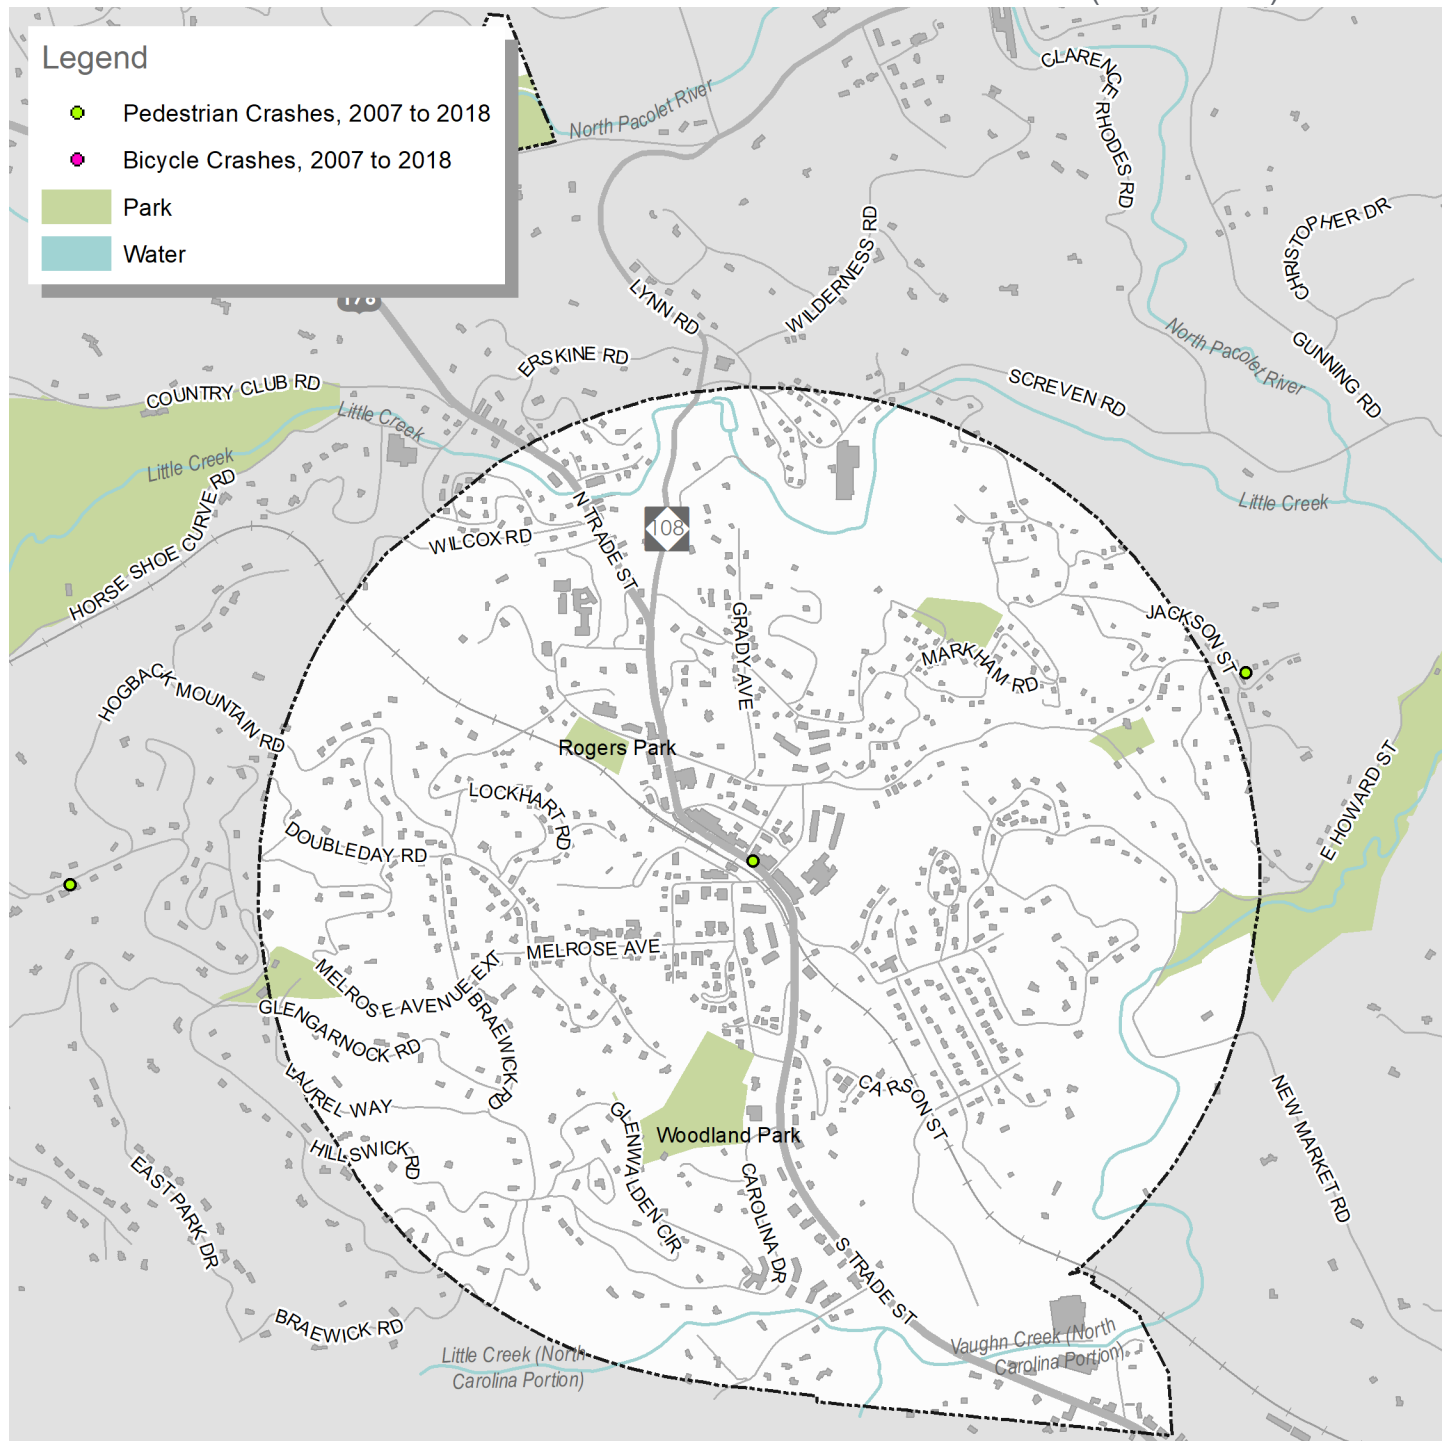 Legend
Pedestrian Crashes, 2007 to 2018
Bicycle Crashes, 2007 to 2018
Park
Water
176
North Pacolet River
CLARENCE RHODES RD
CHRISTOPHER DR
WILDERNESS RD
LYNN RD
North Pacolet River
GUNNING RD
ERSKINE RD
COUNTRY CLUB RD
SCREVEN RD
Little Creek
Little Creek
Little Creek
HORSE SHOE CURVE RD
WILCOX RD
N TRADE ST
108
GRADY AVE
MARKHAM RD
JACKSON ST
HOGBACK MOUNTAIN RD
Rogers Park
LOCKHART RD
DOUBLEDAY RD
E HOWARD ST
MELROSE AVE
MELROSE AVENUE EXT
GLENGARNOCK RD
BRAEWICK RD
LAUREL WAY
CARSON ST
NEW MARKET RD
HILLSWICK RD
GLENWALDEN CIR
Woodland Park
CAROLINA DR
EAST PARK DR
S TRADE ST
BRAEWICK RD
Little Creek (North
Carolina Portion)
Vaughn Creek (North
Carolina Portion)